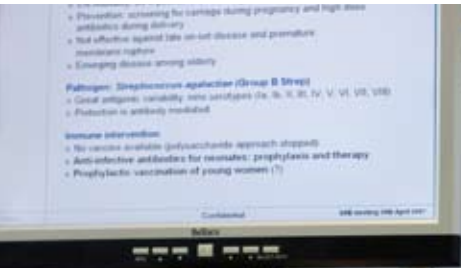 - Prevention: screening for carriage during pregnancy and high dose
antibiotics during delivery
- Not effective against late on-set disease and premature
membrane rupture
- Emerging disease among elderly
Pathogen: Streptococcus agalactiae (Group B Strep)
- Great antigenic variability: nine serotypes (Ia, Ib, II, III, IV, V, VI, VII, VIII)
- Protection is antibody mediated
Immune intervention
- No vaccine available (polysaccharide approach stopped)
- Anti-infective antibodies for neonates: prophylaxis and therapy
- Prophylactic vaccination of young women (?)
Confidential
April 2007